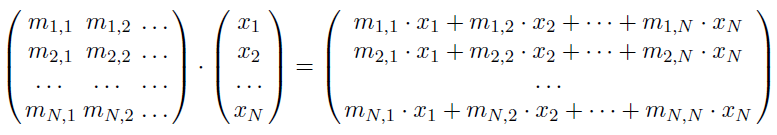 m1,1 m1,2 ... x1 m1,1 · x1 + m1,2 · x2 + ··· + m1,N · xN
m2,1 m2,2 ... x2 m2,1 · x1 + m2,2 · x2 + ··· + m2,N · xN
... ... ... · ... = ...
mN,1 mN,2 ... xN mN,1 · x1 + mN,2 · x2 + ··· + mN,N · xN